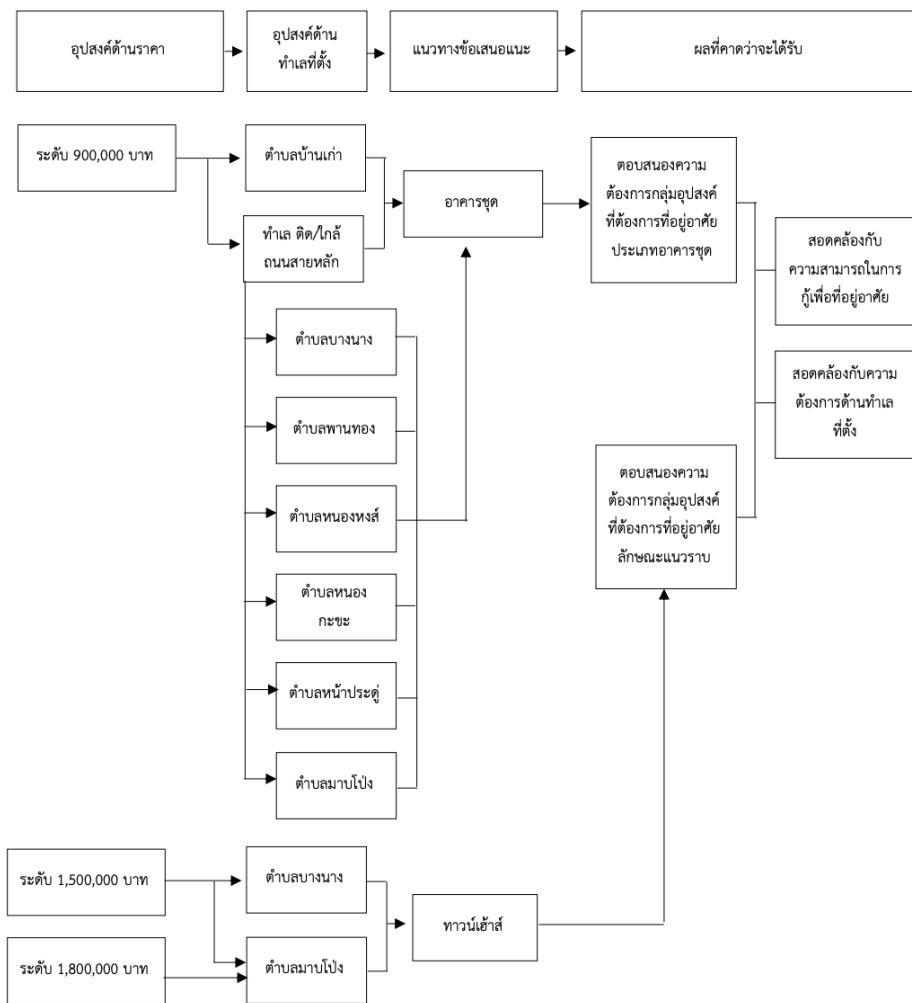 อุปสงค์ด้านราคา
อุปสงค์ด้าน
ทำเลที่ตั้ง
แนวทางข้อเสนอแนะ
ผลที่คาดว่าจะได้รับ
ระดับ 900,000 บาท
ตำบลบ้านเก่า
ทำเล ติด/ใกล้
ถนนสายหลัก
อาคารชุด
ตอบสนองความ
ต้องการกลุ่มอุปสงค์
ที่ต้องการที่อยู่อาศัย
ประเภทอาคารชุด
สอดคล้องกับ
ความสามารถในการ
กู้เพื่อที่อยู่อาศัย
ตำบลบางนาง
ตำบลพานทอง
ตำบลหนองหงส์
ตำบลหนอง
กะขะ
ตำบลหน้าประดู่
ตำบลมาบโป่ง
สอดคล้องกับความ
ต้องการด้านทำเล
ที่ตั้ง
ตอบสนองความ
ต้องการกลุ่มอุปสงค์
ที่ต้องการที่อยู่อาศัย
ลักษณะแนวราบ
ระดับ 1,500,000 บาท
ตำบลบางนาง
ทาวน์เฮ้าส์
ระดับ 1,800,000 บาท
ตำบลมาบโป่ง